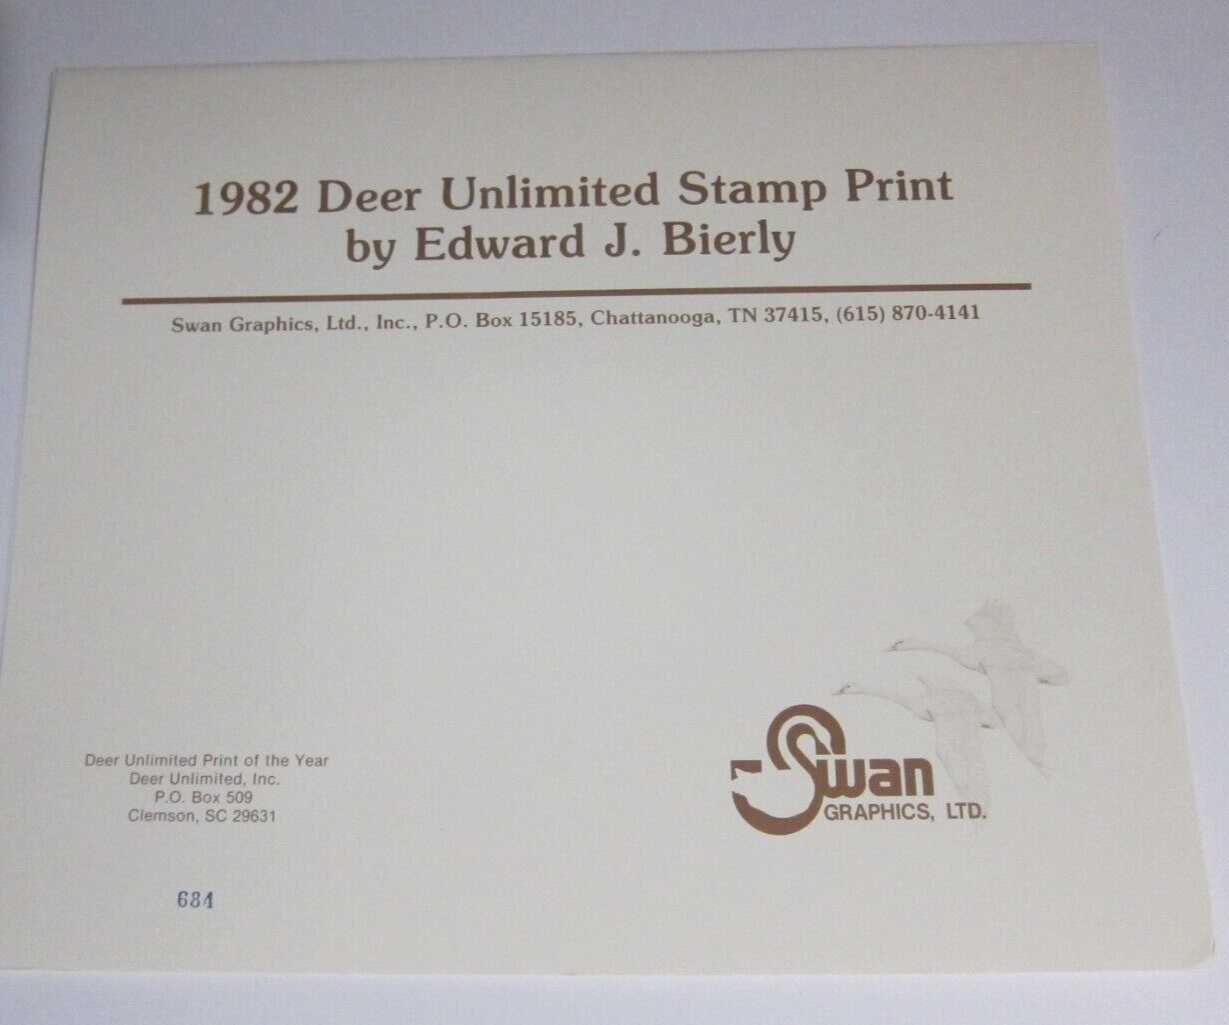 1982 Deer Unlimited Stamp Print
by Edward J. Bierly
Swan Graphics, Ltd., Inc., P.O. Box 15185, Chattanooga, TN 37415, (615) 870-4141
Deer Unlimited Print of the Year
Deer Unlimited, Inc.
P.O. Box 509
Clemson, SC 29631
Swan
GRAPHICS, LTD.
684